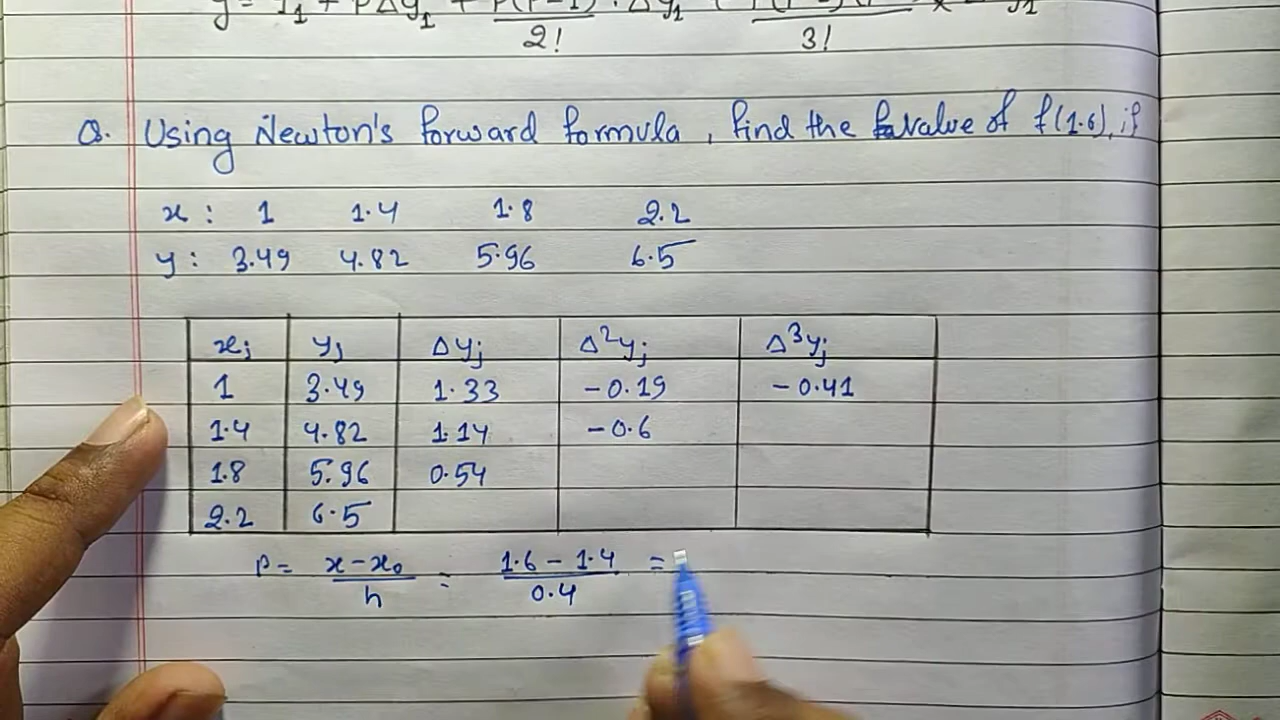 2! 3!
Q. Using Newton's forward formula, find the value of f(1.6), if
x : 1 1.4 1.8 2.2
y : 3.49 4.82 5.96 6.5
xj yj Δyj Δ²yj Δ³yj
1 3.49 1.33 -0.19 -0.41
1.4 4.82 1.14 -0.6
1.8 5.96 0.54
2.2 6.5
P = x-x₀/h = 1.6-1.4/0.4 =